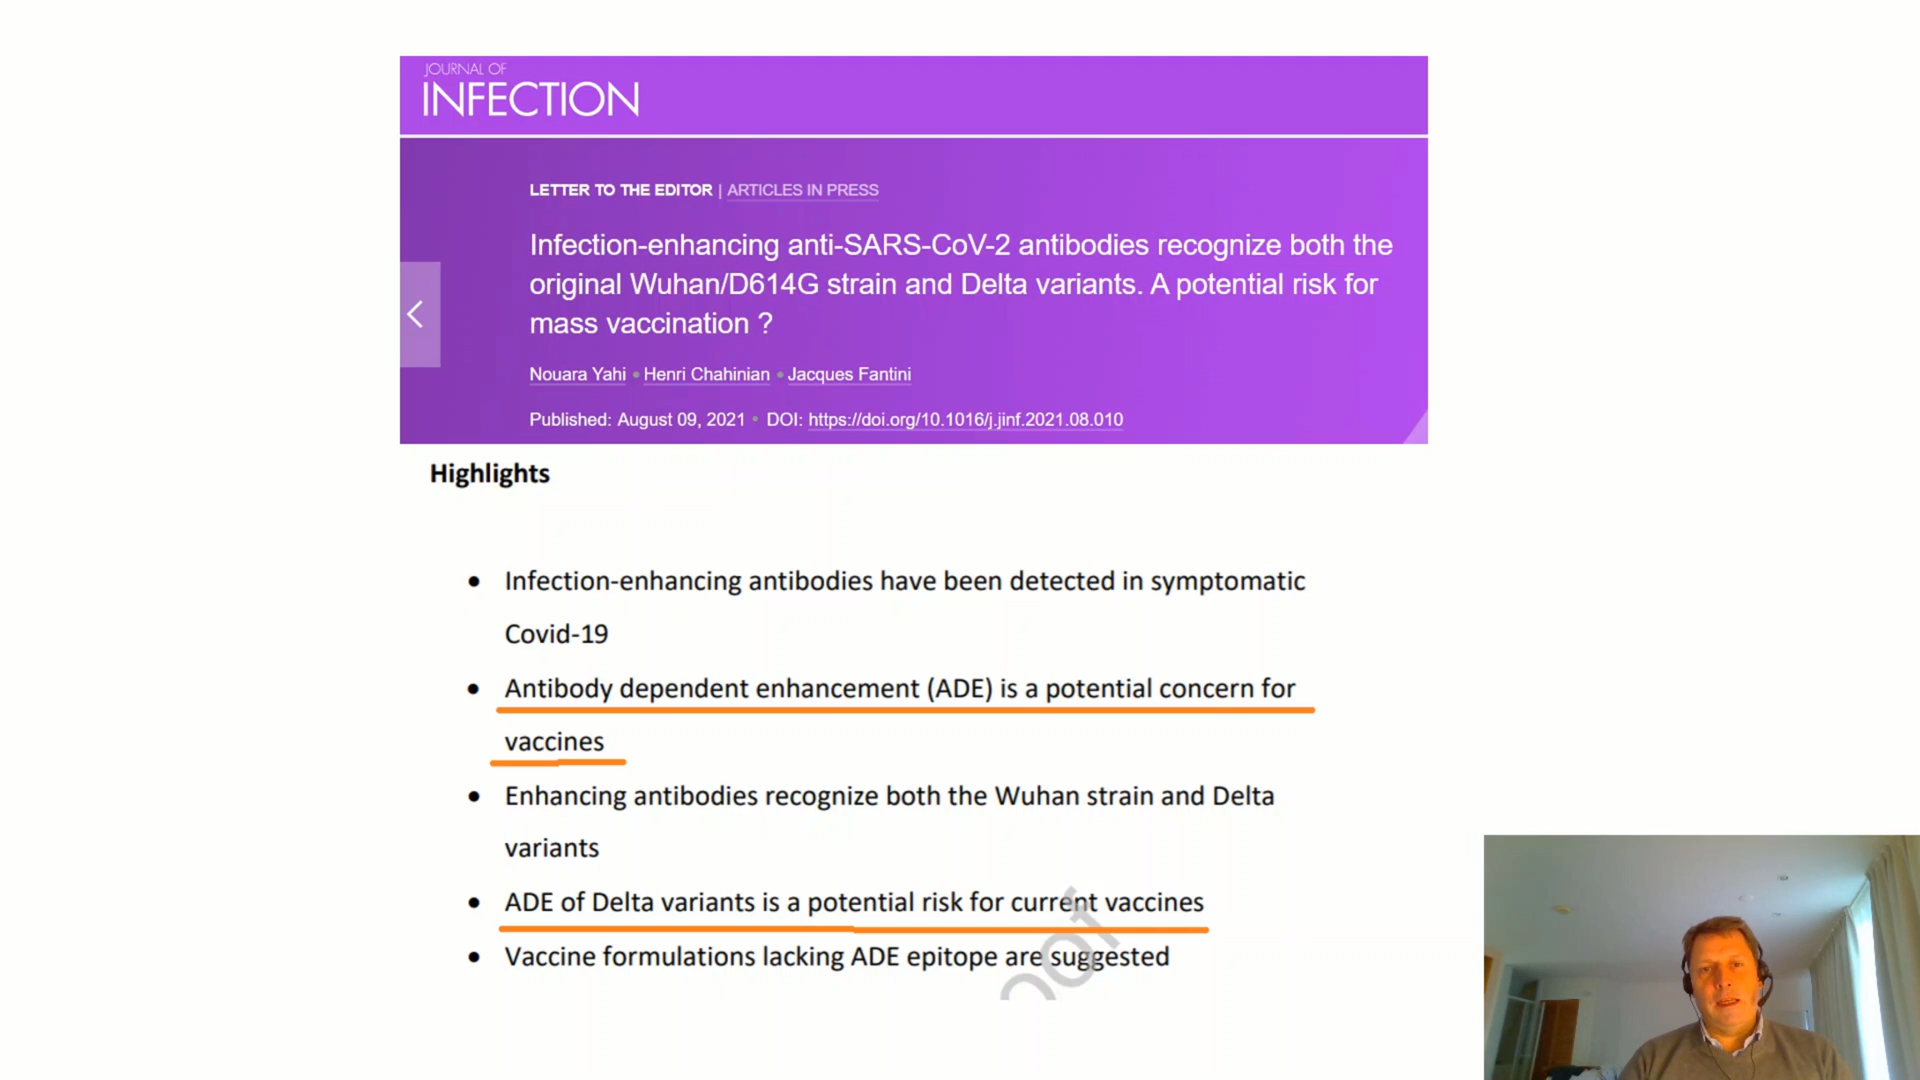 JOURNAL OF
INFECTION
LETTER TO THE EDITOR | ARTICLES IN PRESS
Infection-enhancing anti-SARS-CoV-2 antibodies recognize both the
original Wuhan/D614G strain and Delta variants. A potential risk for
mass vaccination ?
Nouara Yahi • Henri Chahinian • Jacques Fantini
Published: August 09, 2021 • DOI: https://doi.org/10.1016/j.jinf.2021.08.010
Highlights
• Infection-enhancing antibodies have been detected in symptomatic
Covid-19
• Antibody dependent enhancement (ADE) is a potential concern for
vaccines
• Enhancing antibodies recognize both the Wuhan strain and Delta
variants
• ADE of Delta variants is a potential risk for current vaccines
• Vaccine formulations lacking ADE epitope are suggested
oof